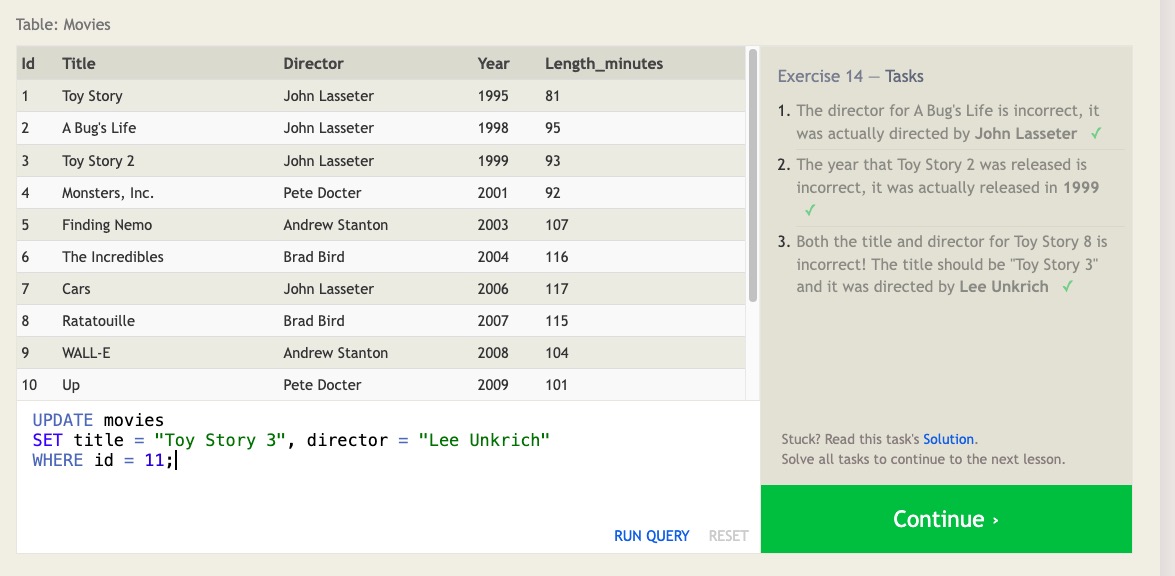 Table: Movies
Id Title Director Year Length_minutes
1 Toy Story John Lasseter 1995 81
2 A Bug's Life John Lasseter 1998 95
3 Toy Story 2 John Lasseter 1999 93
4 Monsters, Inc. Pete Docter 2001 92
5 Finding Nemo Andrew Stanton 2003 107
6 The Incredibles Brad Bird 2004 116
7 Cars John Lasseter 2006 117
8 Ratatouille Brad Bird 2007 115
9 WALL-E Andrew Stanton 2008 104
10 Up Pete Docter 2009 101
UPDATE movies
SET title = "Toy Story 3", director = "Lee Unkrich"
WHERE id = 11;
RUN QUERY RESET
Exercise 14 — Tasks
1. The director for A Bug's Life is incorrect, it
was actually directed by John Lasseter ✓
2. The year that Toy Story 2 was released is
incorrect, it was actually released in 1999
✓
3. Both the title and director for Toy Story 8 is
incorrect! The title should be "Toy Story 3"
and it was directed by Lee Unkrich ✓
Stuck? Read this task's Solution.
Solve all tasks to continue to the next lesson.
Continue ›